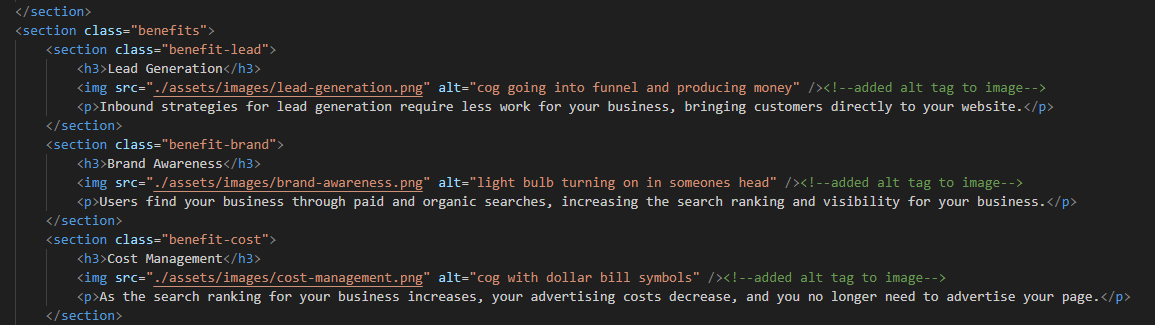 </section>
<section class="benefits">
<section class="benefit-lead">
<h3>Lead Generation</h3>
<img src="./assets/images/lead-generation.png" alt="cog going into funnel and producing money" /><!--added alt tag to image-->
<p>Inbound strategies for lead generation require less work for your business, bringing customers directly to your website.</p>
</section>
<section class="benefit-brand">
<h3>Brand Awareness</h3>
<img src="./assets/images/brand-awareness.png" alt="light bulb turning on in someones head" /><!--added alt tag to image-->
<p>Users find your business through paid and organic searches, increasing the search ranking and visibility for your business.</p>
</section>
<section class="benefit-cost">
<h3>Cost Management</h3>
<img src="./assets/images/cost-management.png" alt="cog with dollar bill symbols" /><!--added alt tag to image-->
<p>As the search ranking for your business increases, your advertising costs decrease, and you no longer need to advertise your page.</p>
</section>